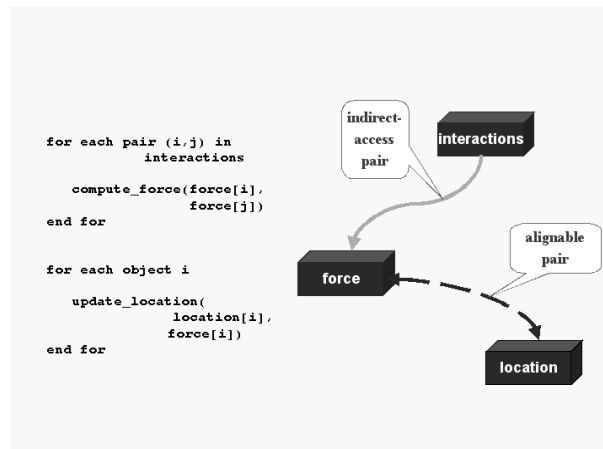 for each pair (i,j) in
interactions
compute_force(force[i],
force[j])
end for
for each object i
update_location(
location[i],
force[i])
end for
indirect-
access
pair
interactions
force
alignable
pair
location